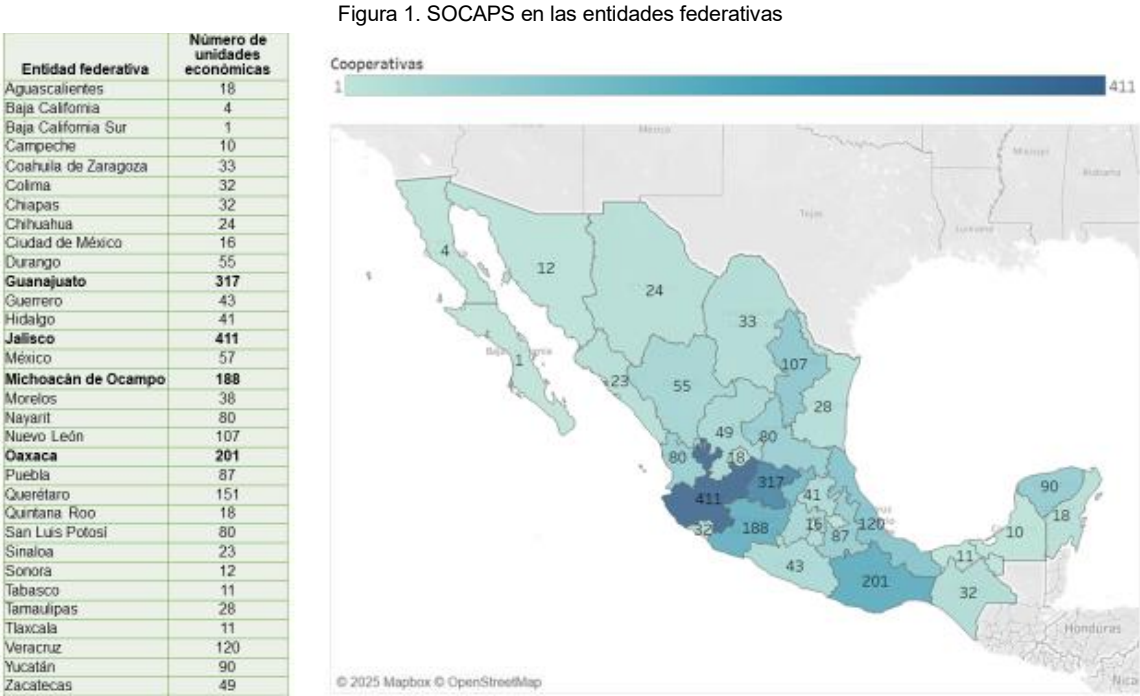 Figura 1. SOCAPS en las entidades federativas
Entidad federativa
Número de
unidades
económicas
Aguascalientes 18
Baja California 4
Baja California Sur 1
Campeche 10
Coahuila de Zaragoza 33
Colima 32
Chiapas 32
Chihuahua 24
Ciudad de México 16
Durango 55
Guanajuato 317
Guerrero 43
Hidalgo 41
Jalisco 411
México 57
Michoacán de Ocampo 188
Morelos 38
Nayarit 80
Nuevo León 107
Oaxaca 201
Puebla 87
Querétaro 151
Quintana Roo 18
San Luis Potosí 80
Sinaloa 23
Sonora 12
Tabasco 11
Tamaulipas 28
Tlaxcala 11
Veracruz 120
Yucatán 90
Zacatecas 49
Cooperativas
1 411
Texas
4
12
24
33
1
23
55
107
28
49
80
80
18
411
317
41
32
188
16
87
120
43
201
11
32
10
90
18
Honduras
Nica
© 2025 Mapbox © OpenStreetMap